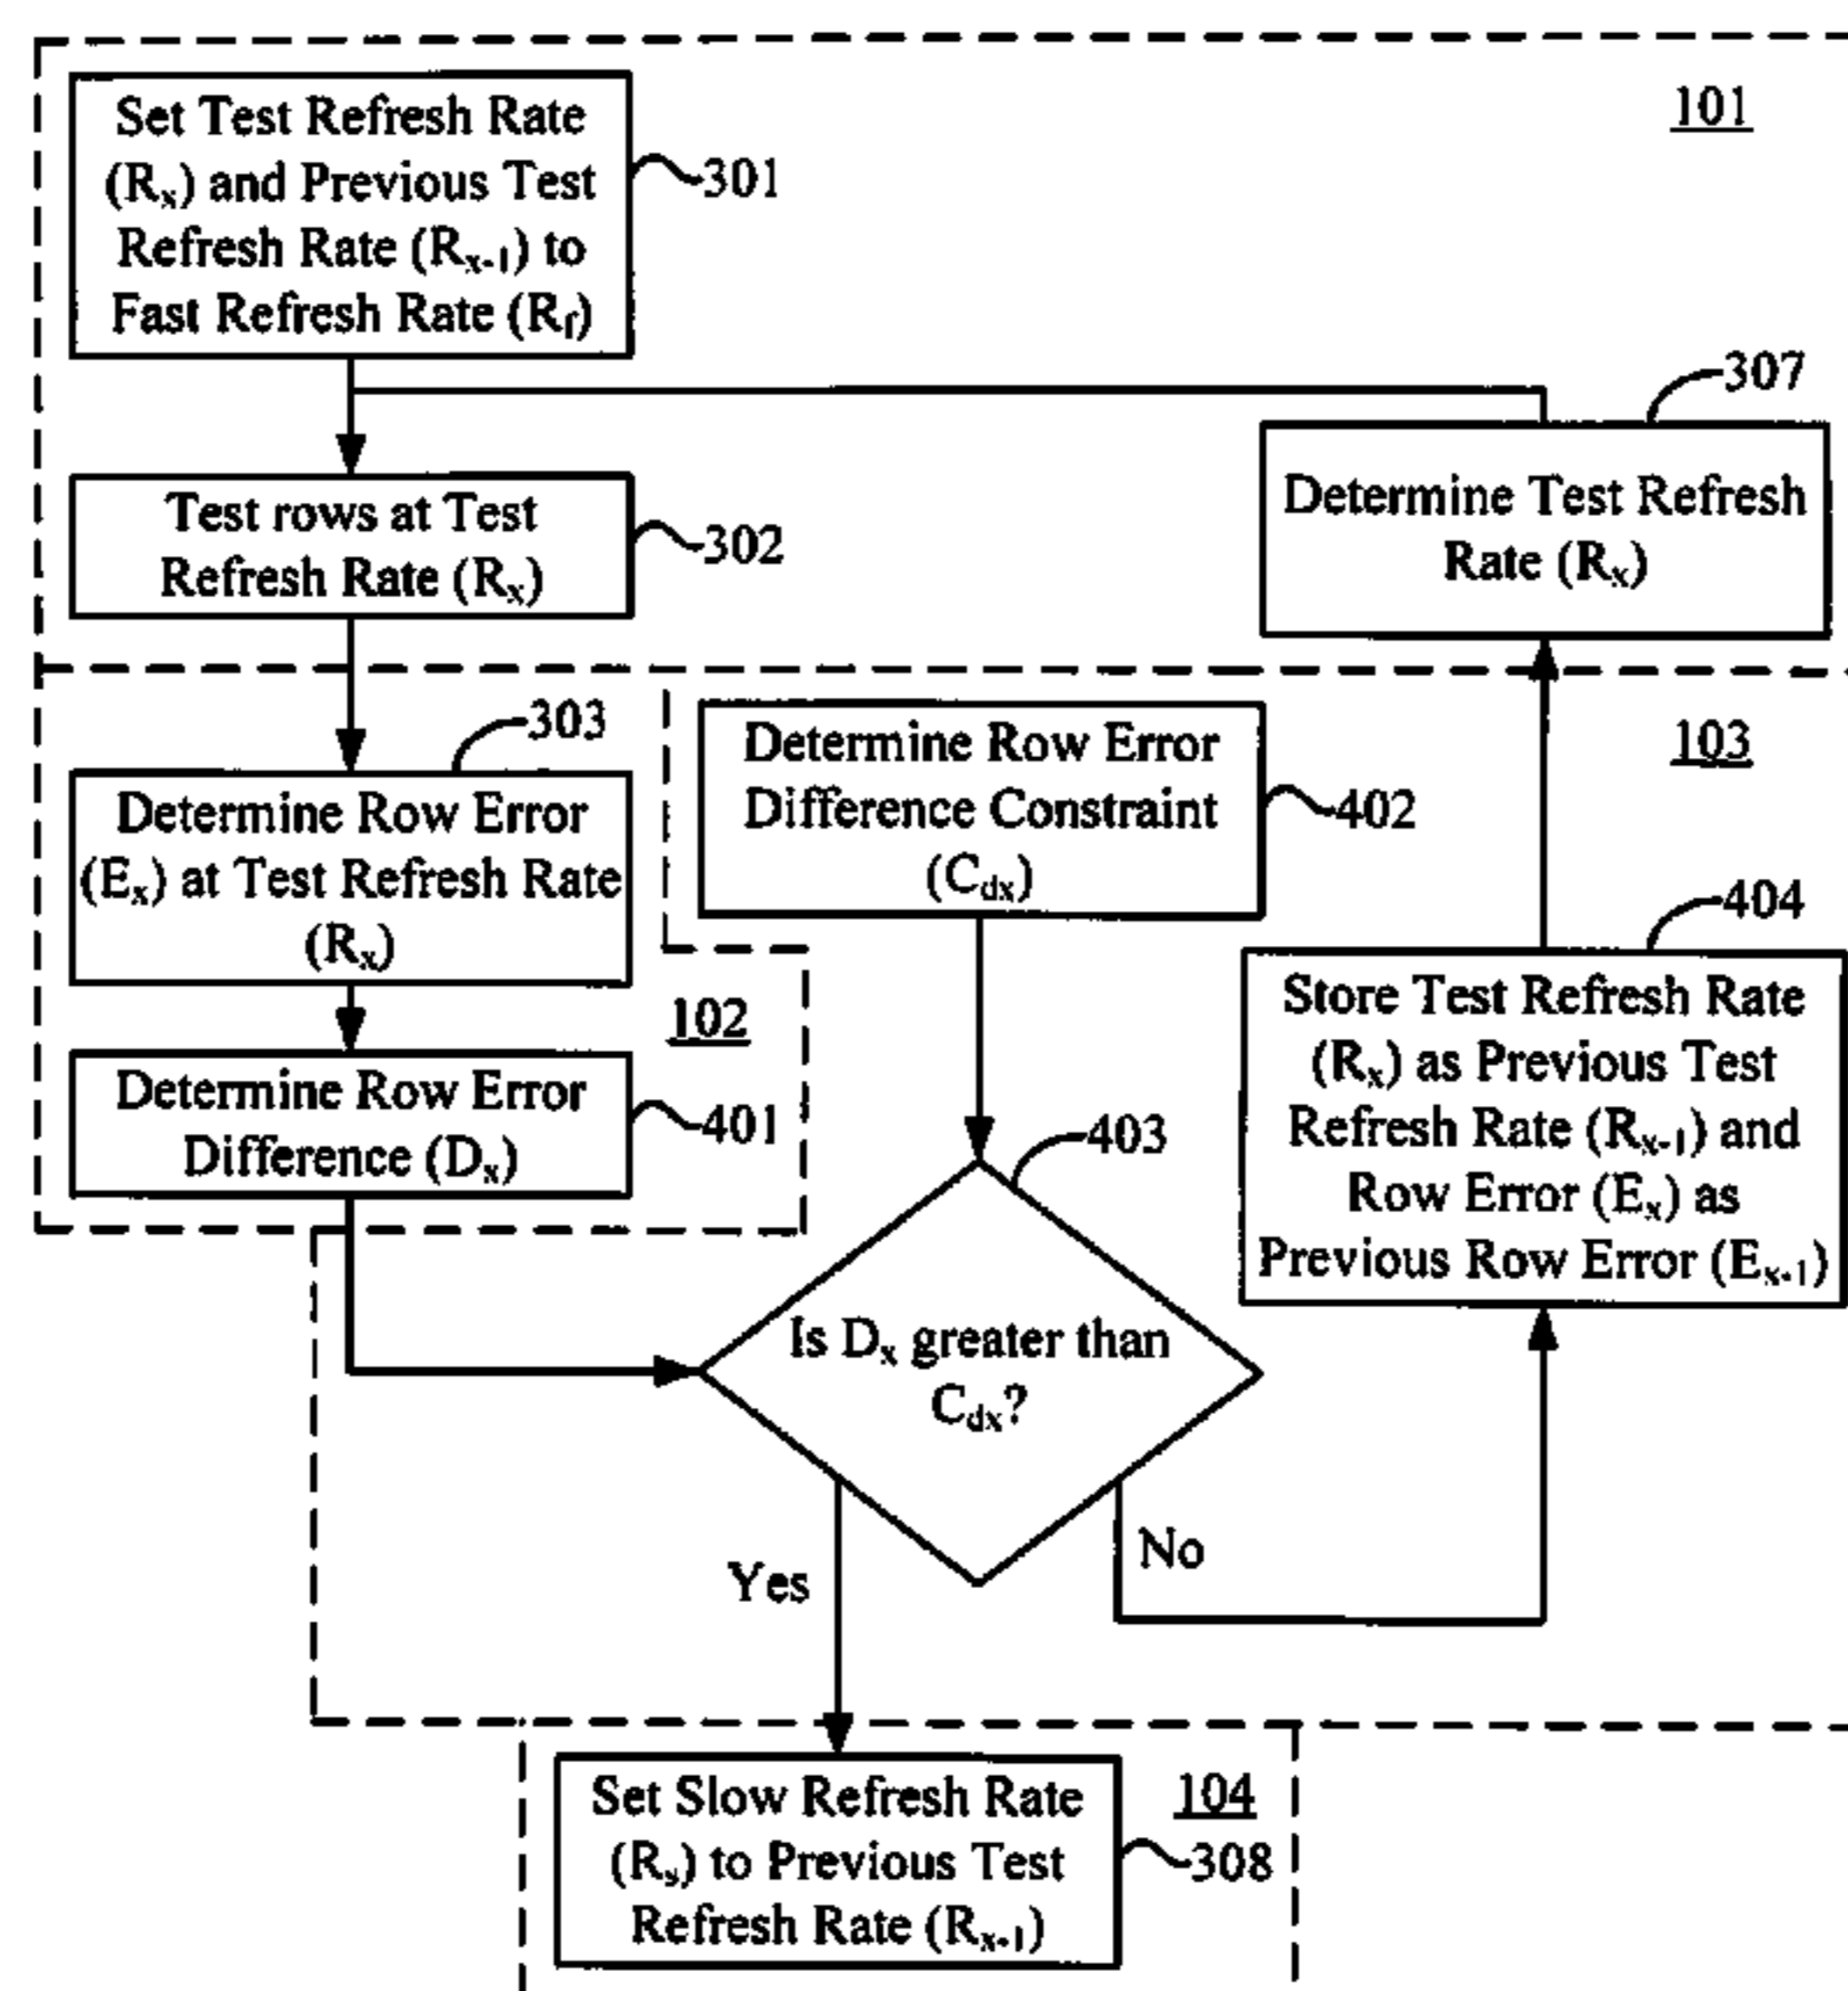 Set Test Refresh Rate
(Rₓ) and Previous Test
Refresh Rate (Rₓ₋₁) to
Fast Refresh Rate (R_f)
301
101
Test rows at Test
Refresh Rate (Rₓ)
302
307
Determine Test Refresh
Rate (Rₓ)
303
Determine Row Error
(Eₓ) at Test Refresh Rate
(Rₓ)
Determine Row Error
Difference Constraint
(C_dx)
402
103
102
Determine Row Error
Difference (Dₓ)
401
404
Store Test Refresh Rate
(Rₓ) as Previous Test
Refresh Rate (Rₓ₋₁) and
Row Error (Eₓ) as
Previous Row Error (Eₓ₋₁)
403
Is Dₓ greater than
C_dx?
Yes
No
Set Slow Refresh Rate
(Rₛ) to Previous Test
Refresh Rate (Rₓ₋₁)
104
308